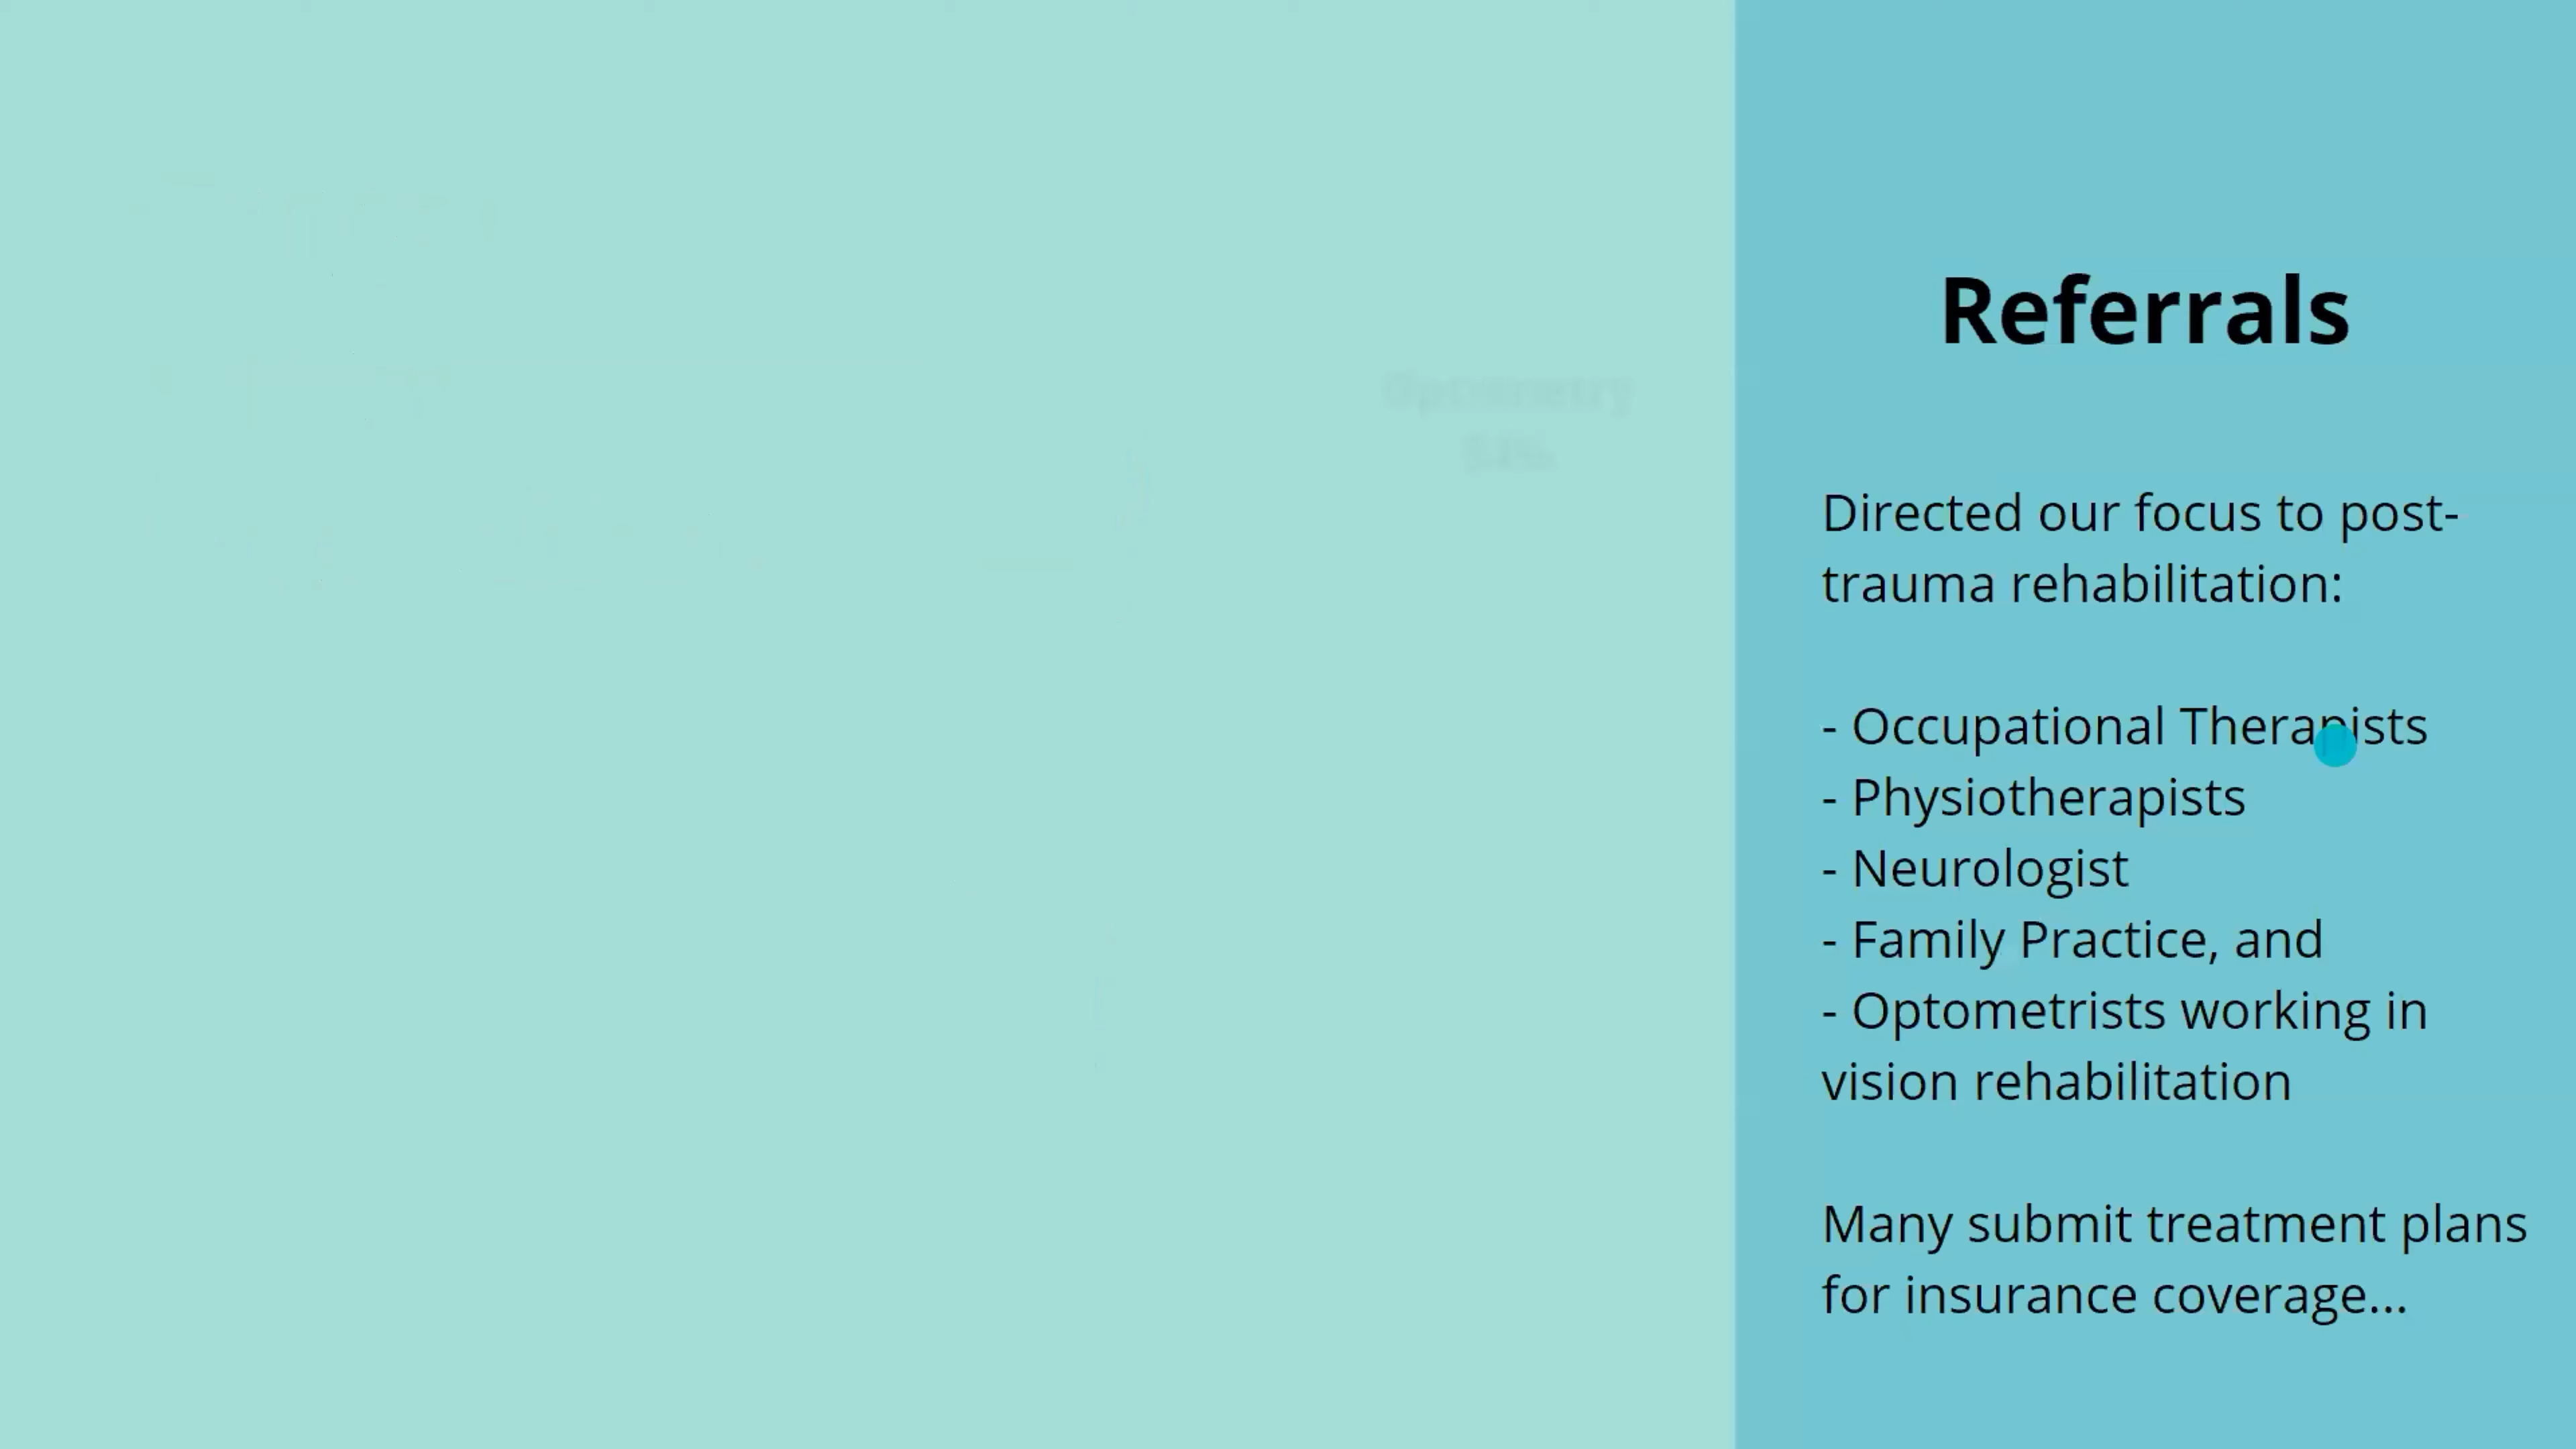 Referrals
Directed our focus to post-
trauma rehabilitation:
- Occupational Therapists
- Physiotherapists
- Neurologist
- Family Practice, and
- Optometrists working in
vision rehabilitation
Many submit treatment plans
for insurance coverage...